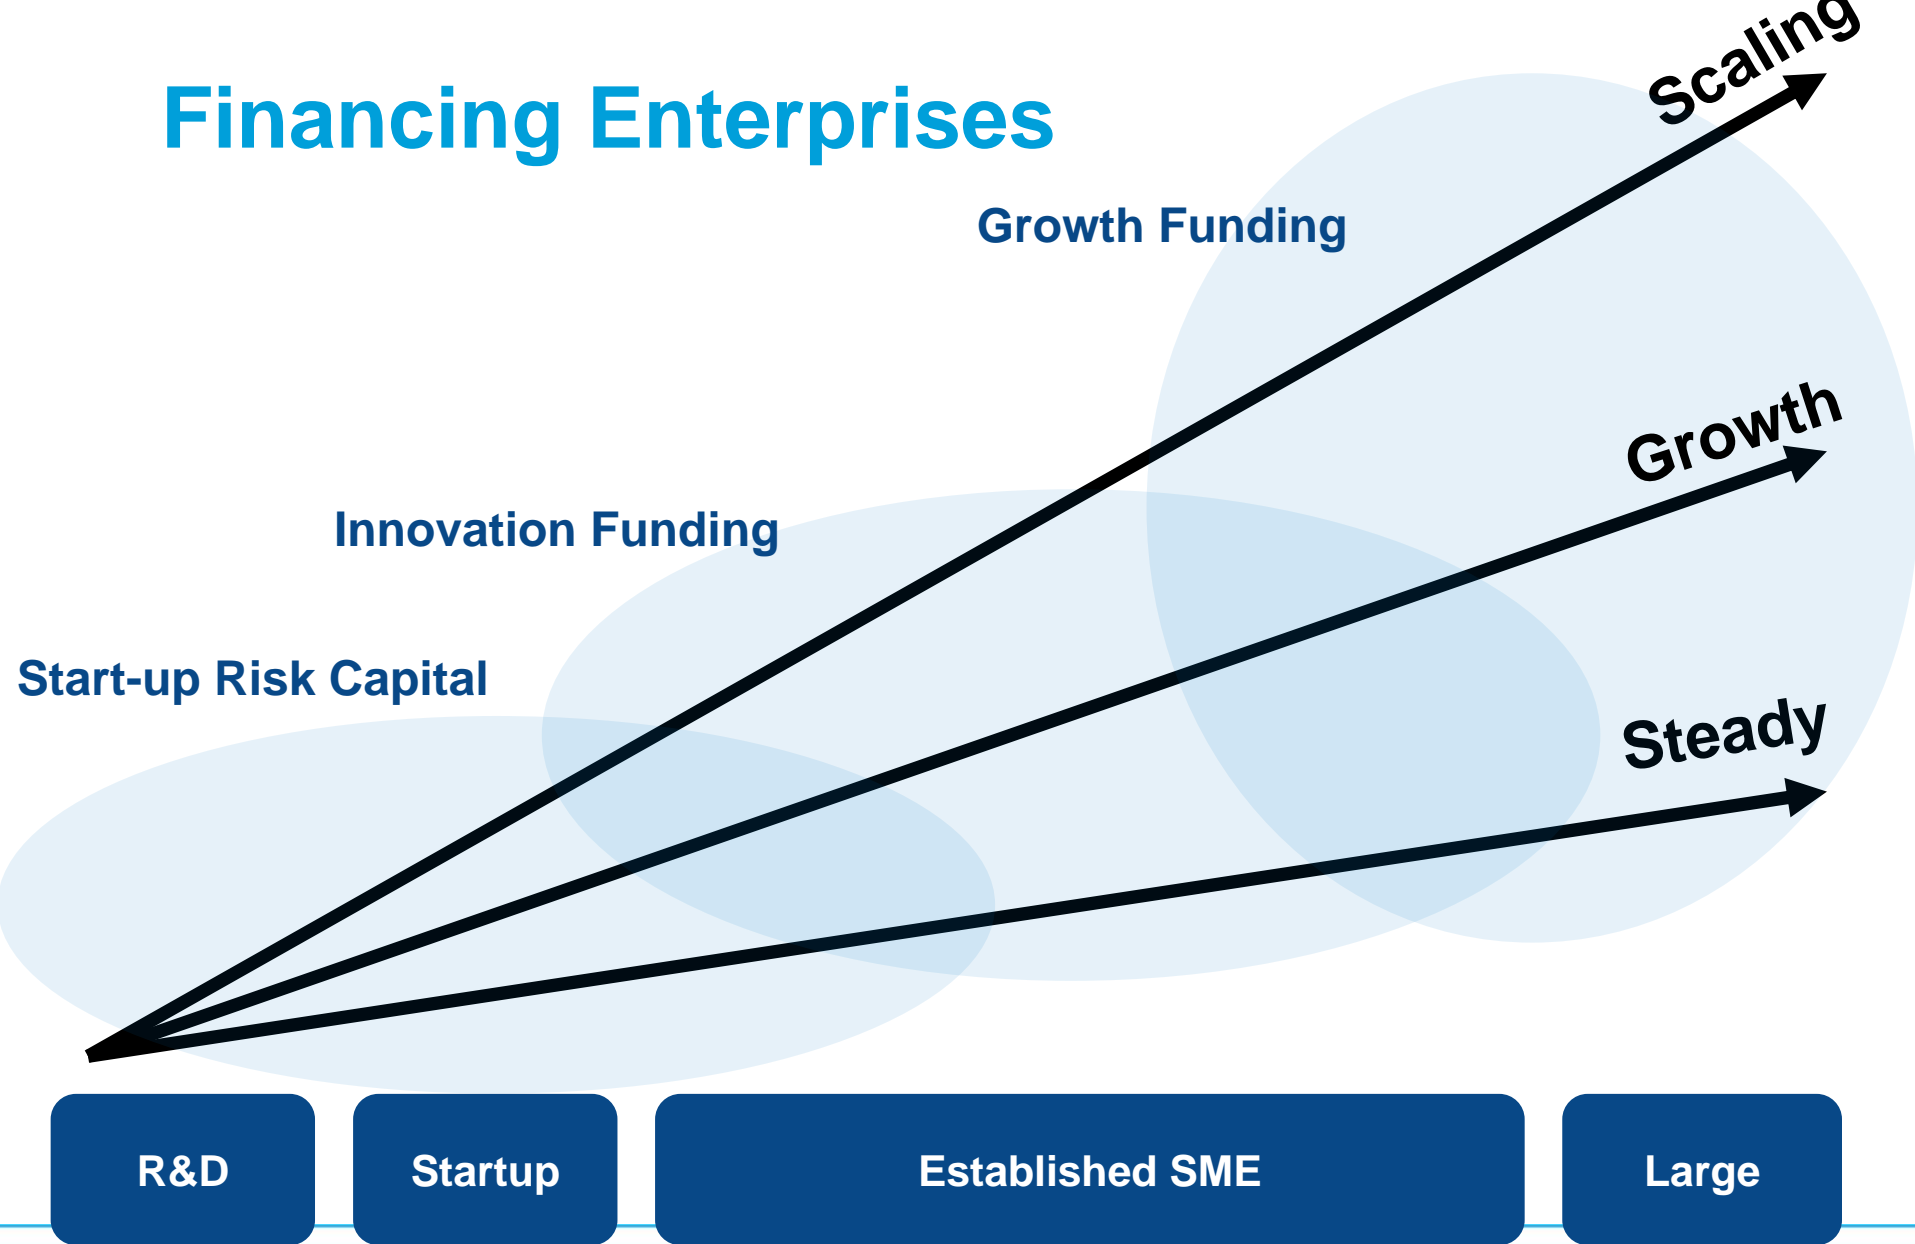 Financing Enterprises
Scaling
Growth Funding
Growth
Innovation Funding
Start-up Risk Capital
Steady
R&D
Startup
Established SME
Large